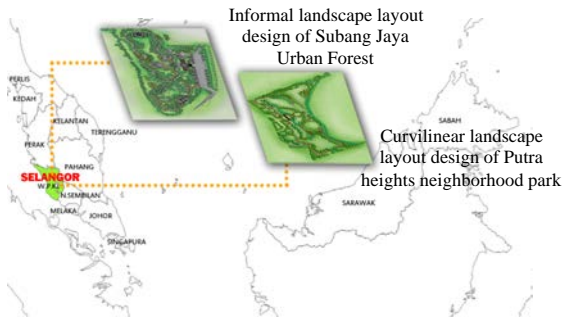 Informal landscape layout
design of Subang Jaya
Urban Forest
Curvilinear landscape
layout design of Putra
heights neighborhood park
PERLIS
KEDAH
KELANTAN
TERENGGANU
PERAK
PAHANG
SELANGOR
W.P.KL
N.SEMBILAN
MELAKA
JOHOR
SINGAPURA
SABAH
SARAWAK